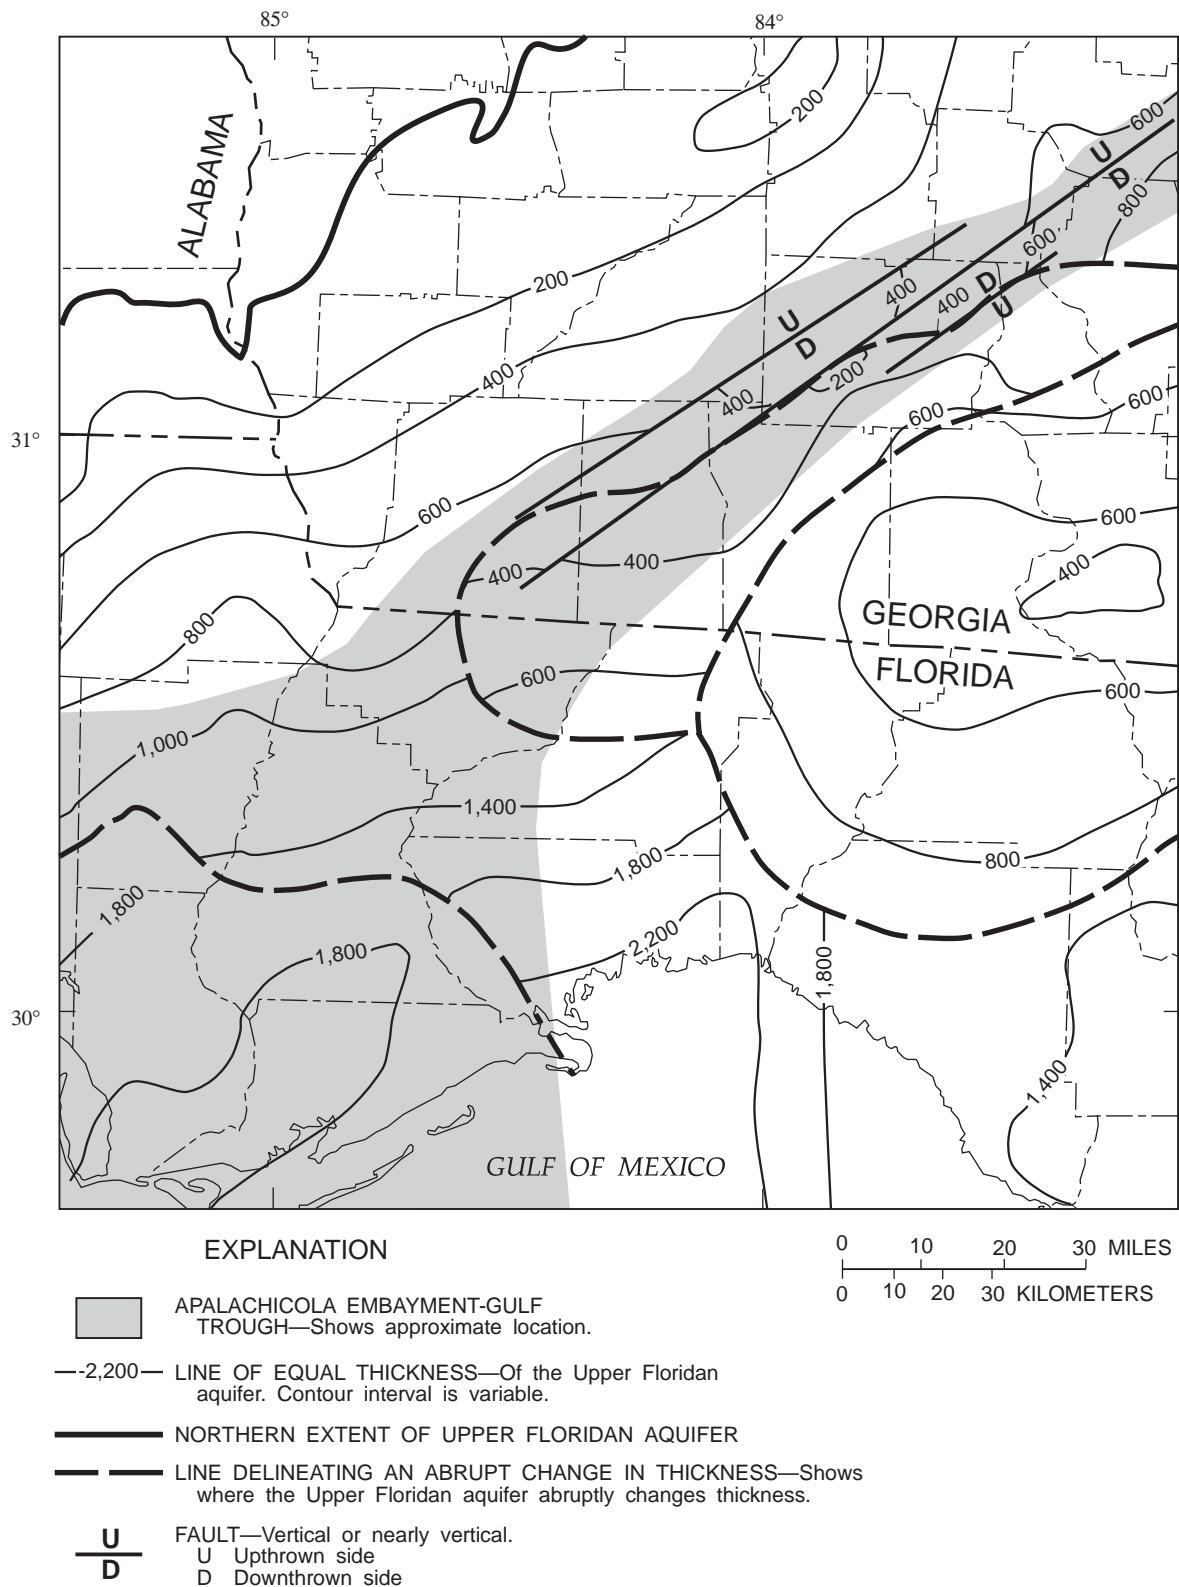 85°
84°
200
600
ALABAMA
U
D
800
600
200
400
400
D
U
U
D
200
400
400
600
600
31°
600
600
400
400
400
GEORGIA
800
600
FLORIDA
600
1,000
1,400
1,800
800
1,800
2,200
1,800
1,800
30°
1,400
GULF OF MEXICO
EXPLANATION
0 10 20 30 MILES
0 10 20 30 KILOMETERS
APALACHICOLA EMBAYMENT-GULF
TROUGH—Shows approximate location.
-2,200
LINE OF EQUAL THICKNESS—Of the Upper Floridan
aquifer. Contour interval is variable.
NORTHERN EXTENT OF UPPER FLORIDAN AQUIFER
LINE DELINEATING AN ABRUPT CHANGE IN THICKNESS—Shows
where the Upper Floridan aquifer abruptly changes thickness.
U
D
FAULT—Vertical or nearly vertical.
U Upthrown side
D Downthrown side